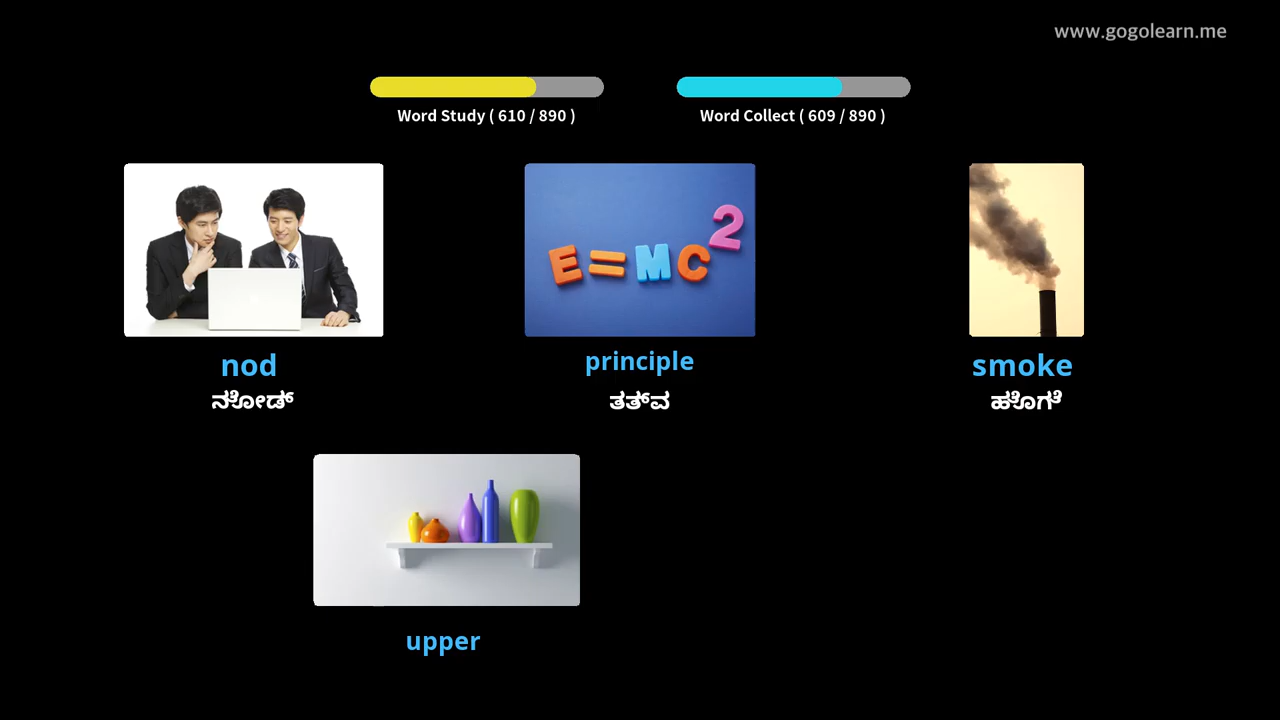 www.gogolearn.me
Word Study ( 610 / 890 )
Word Collect ( 609 / 890 )
E=MC2
nod
ನೋಡ್
principle
ತತ್ವ
smoke
ಹೊಗೆ
upper